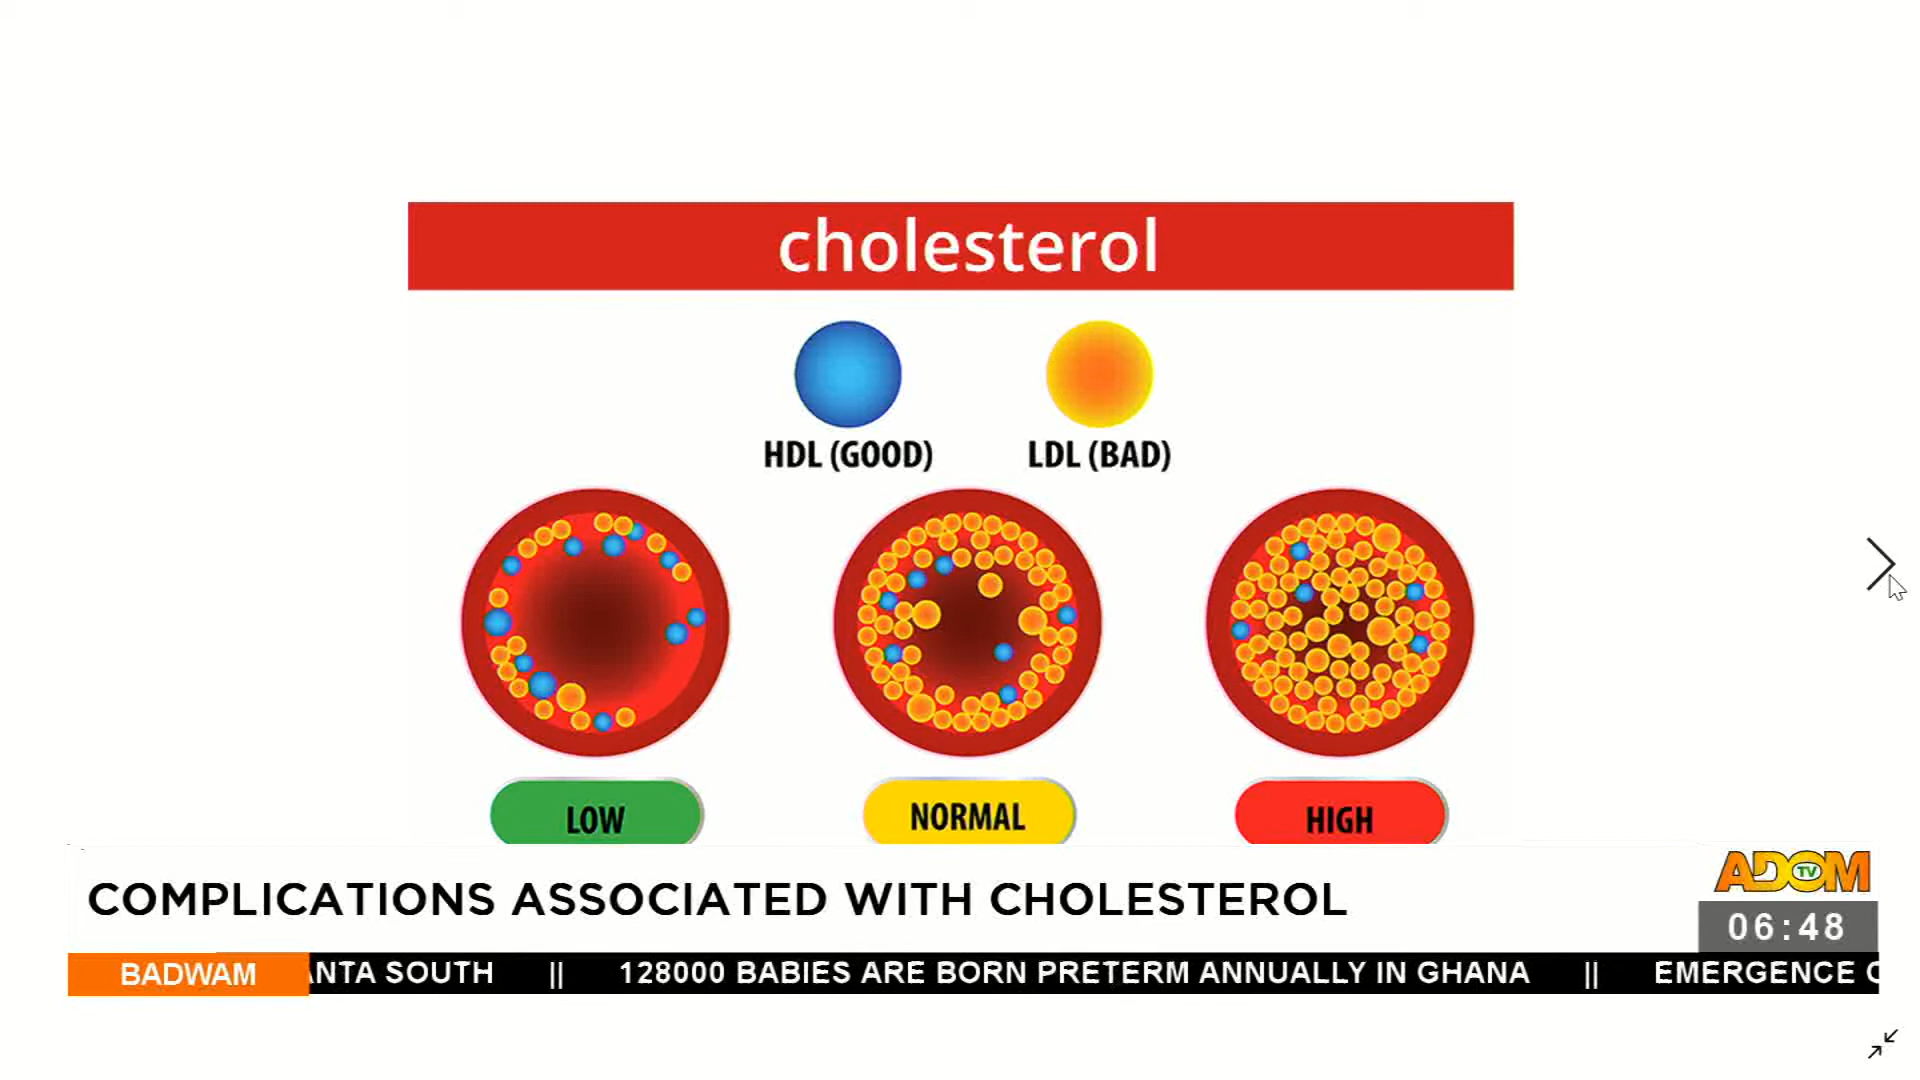 cholesterol
HDL (GOOD) LDL (BAD)
LOW NORMAL HIGH
COMPLICATIONS ASSOCIATED WITH CHOLESTEROL
ADOM TV
06:48
BADWAM ANTA SOUTH || 128000 BABIES ARE BORN PRETERM ANNUALLY IN GHANA || EMERGENCE